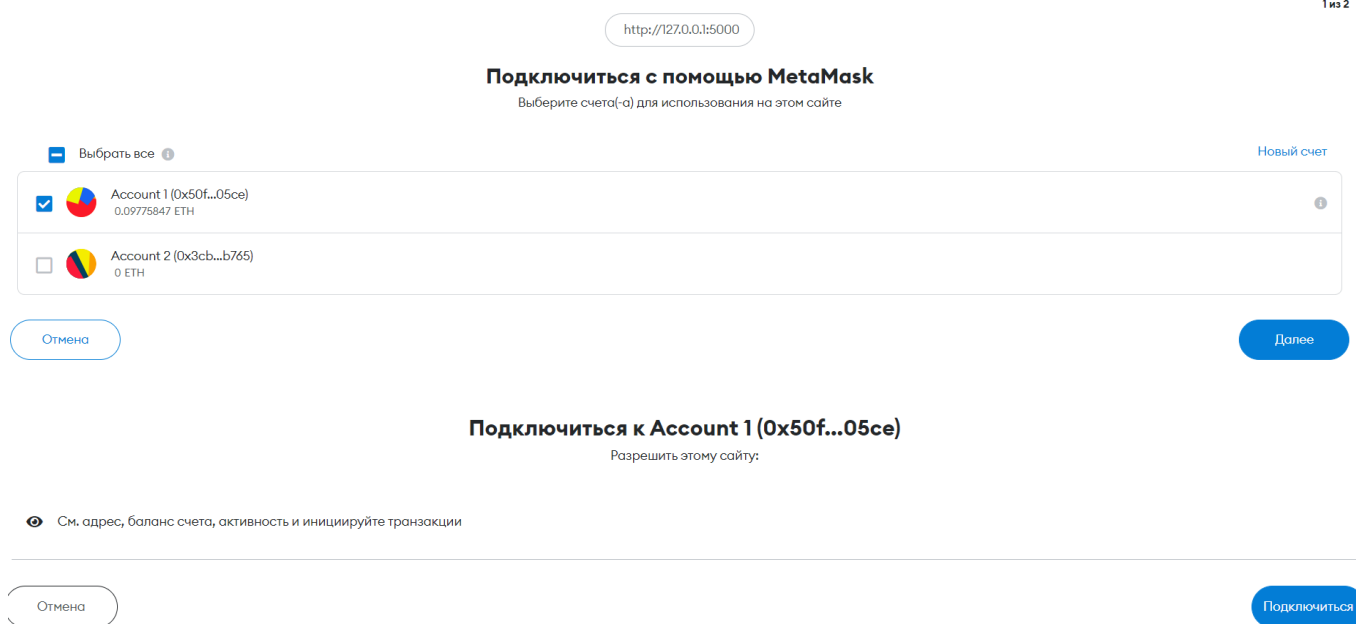 1 из 2
http://127.0.0.1:5000
Подключиться с помощью MetaMask
Выберите счета(-а) для использования на этом сайте
Выбрать все
Новый счет
Account 1 (0x50f...05ce)
0.09775847 ETH
Account 2 (0x3cb...b765)
0 ETH
Отмена
Далее
Подключиться к Account 1 (0x50f...05ce)
Разрешить этому сайту:
См. адрес, баланс счета, активность и инициируйте транзакции
Отмена
Подключиться